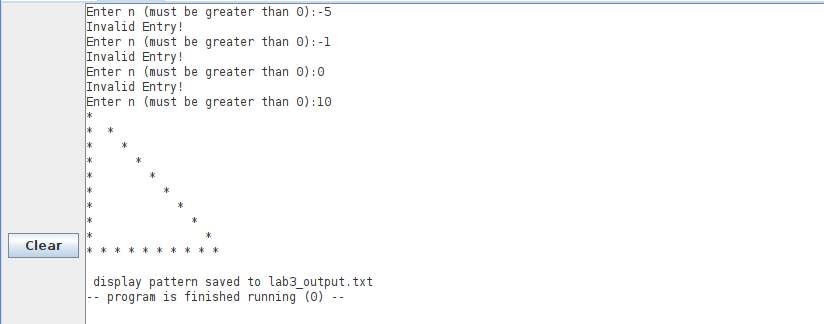 Enter n (must be greater than 0):-5
Invalid Entry!
Enter n (must be greater than 0):-1
Invalid Entry!
Enter n (must be greater than 0):0
Invalid Entry!
Enter n (must be greater than 0):10
*
*  *
*    *
*      *
*        *
*          *
*            *
*              *
*                *
* * * * * * * * * *
 display pattern saved to lab3_output.txt
-- program is finished running (0) --
Clear